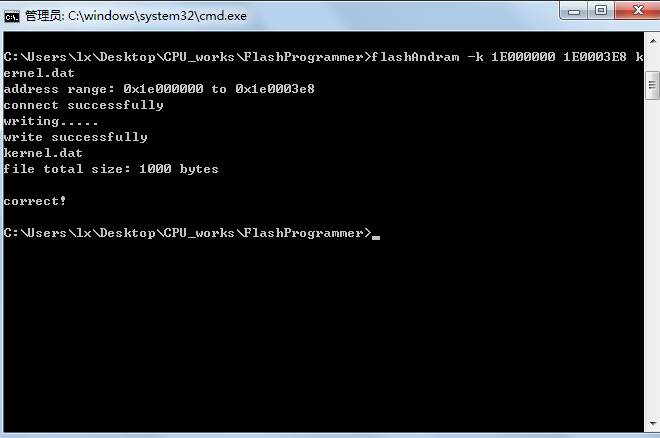 管理员: C:\windows\system32\cmd.exe
C:\Users\lx\Desktop\CPU_works\FlashProgrammer>flashAndram -k 1E000000 1E0003E8 k
ernel.dat
address range: 0x1e000000 to 0x1e0003e8
connect successfully
writing.....
write successfully
kernel.dat
file total size: 1000 bytes
correct!
C:\Users\lx\Desktop\CPU_works\FlashProgrammer>